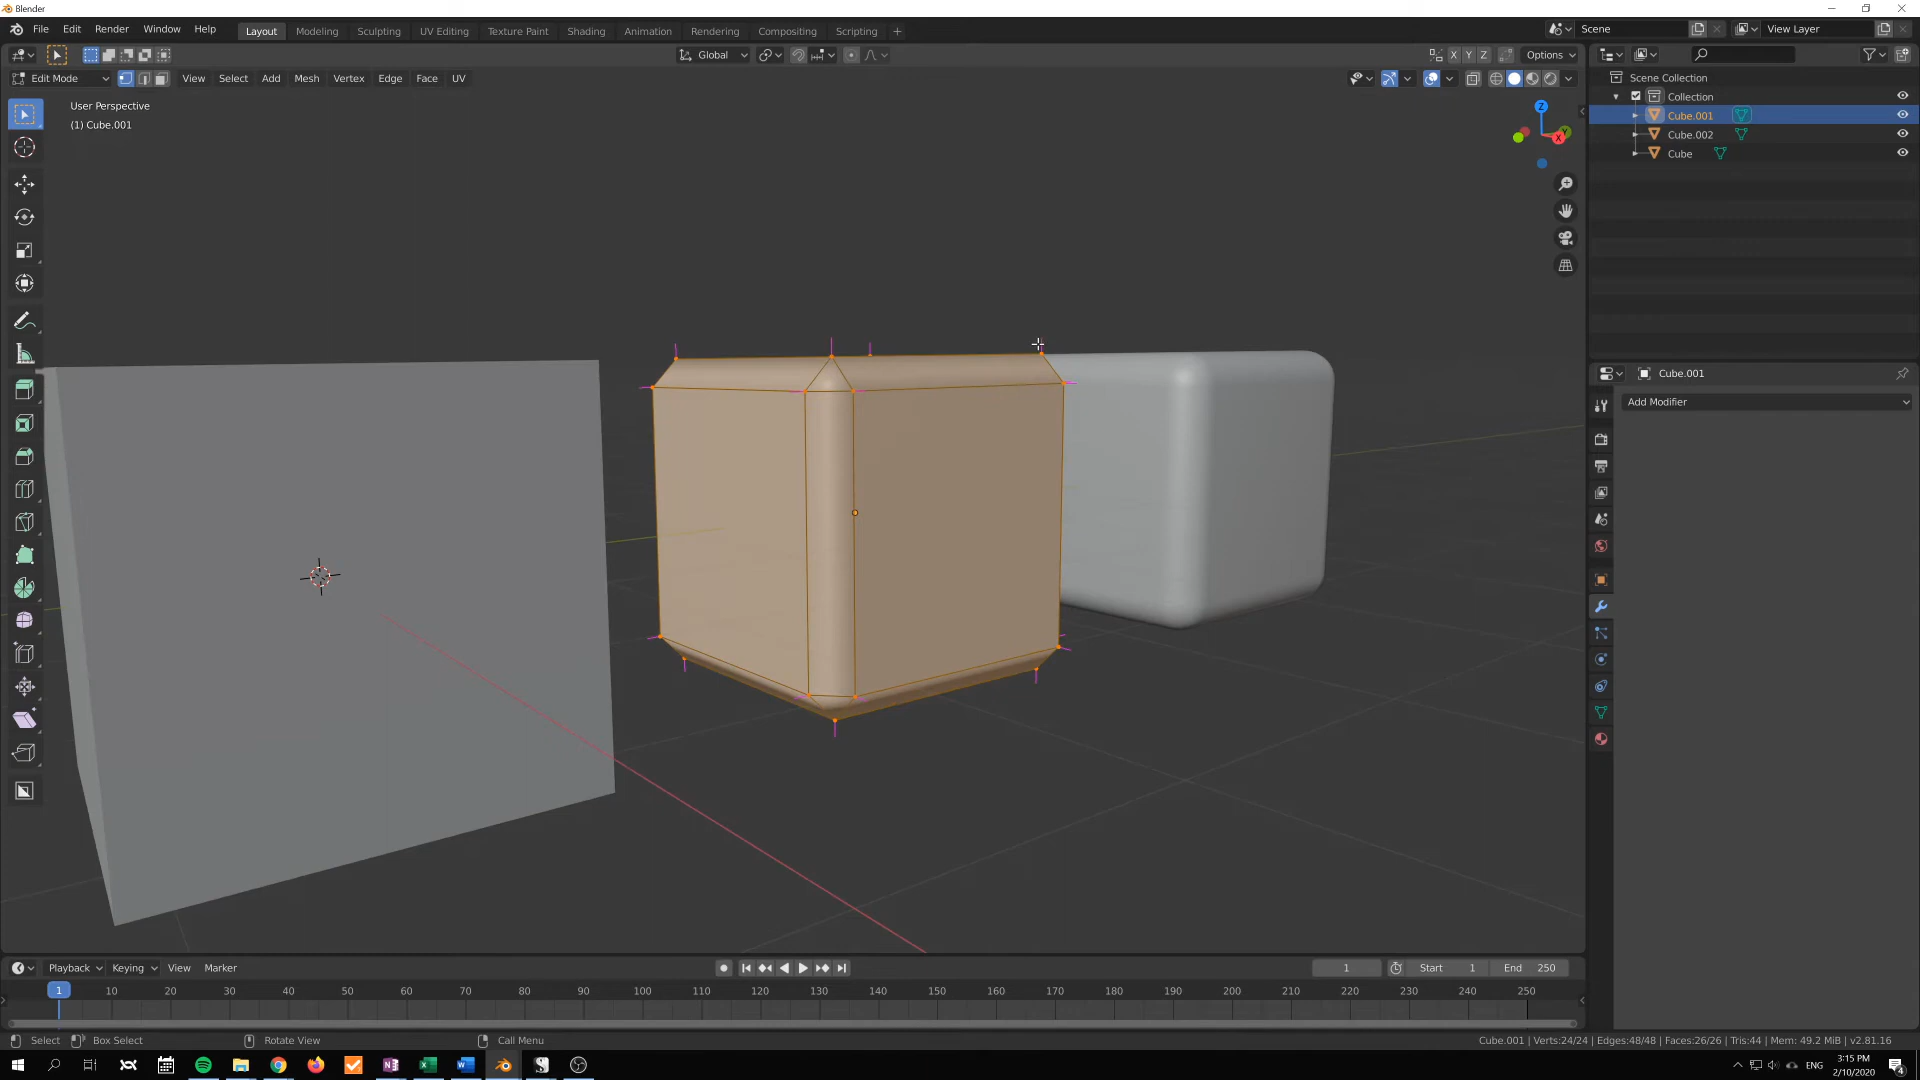 Blender
File Edit Render Window Help Layout Modeling Sculpting UV Editing Texture Paint Shading Animation Rendering Compositing Scripting + Scene View Layer
Global X Y Z Options
Edit Mode View Select Add Mesh Vertex Edge Face UV
User Perspective
(1) Cube.001
Z
Y
X
Scene Collection
Collection
Cube.001
Cube.002
Cube
Cube.001
Add Modifier
Playback Keying View Marker 1 Start 1 End 250
1 10 20 30 40 50 60 70 80 90 100 110 120 130 140 150 160 170 180 190 200 210 220 230 240 250
Select Box Select Rotate View Call Menu Cube.001 | Verts:24/24 | Edges:48/48 | Faces:26/26 | Tris:44 | Mem: 49.2 MiB | v2.81.16
ENG
3:15 PM
2/10/2020
4